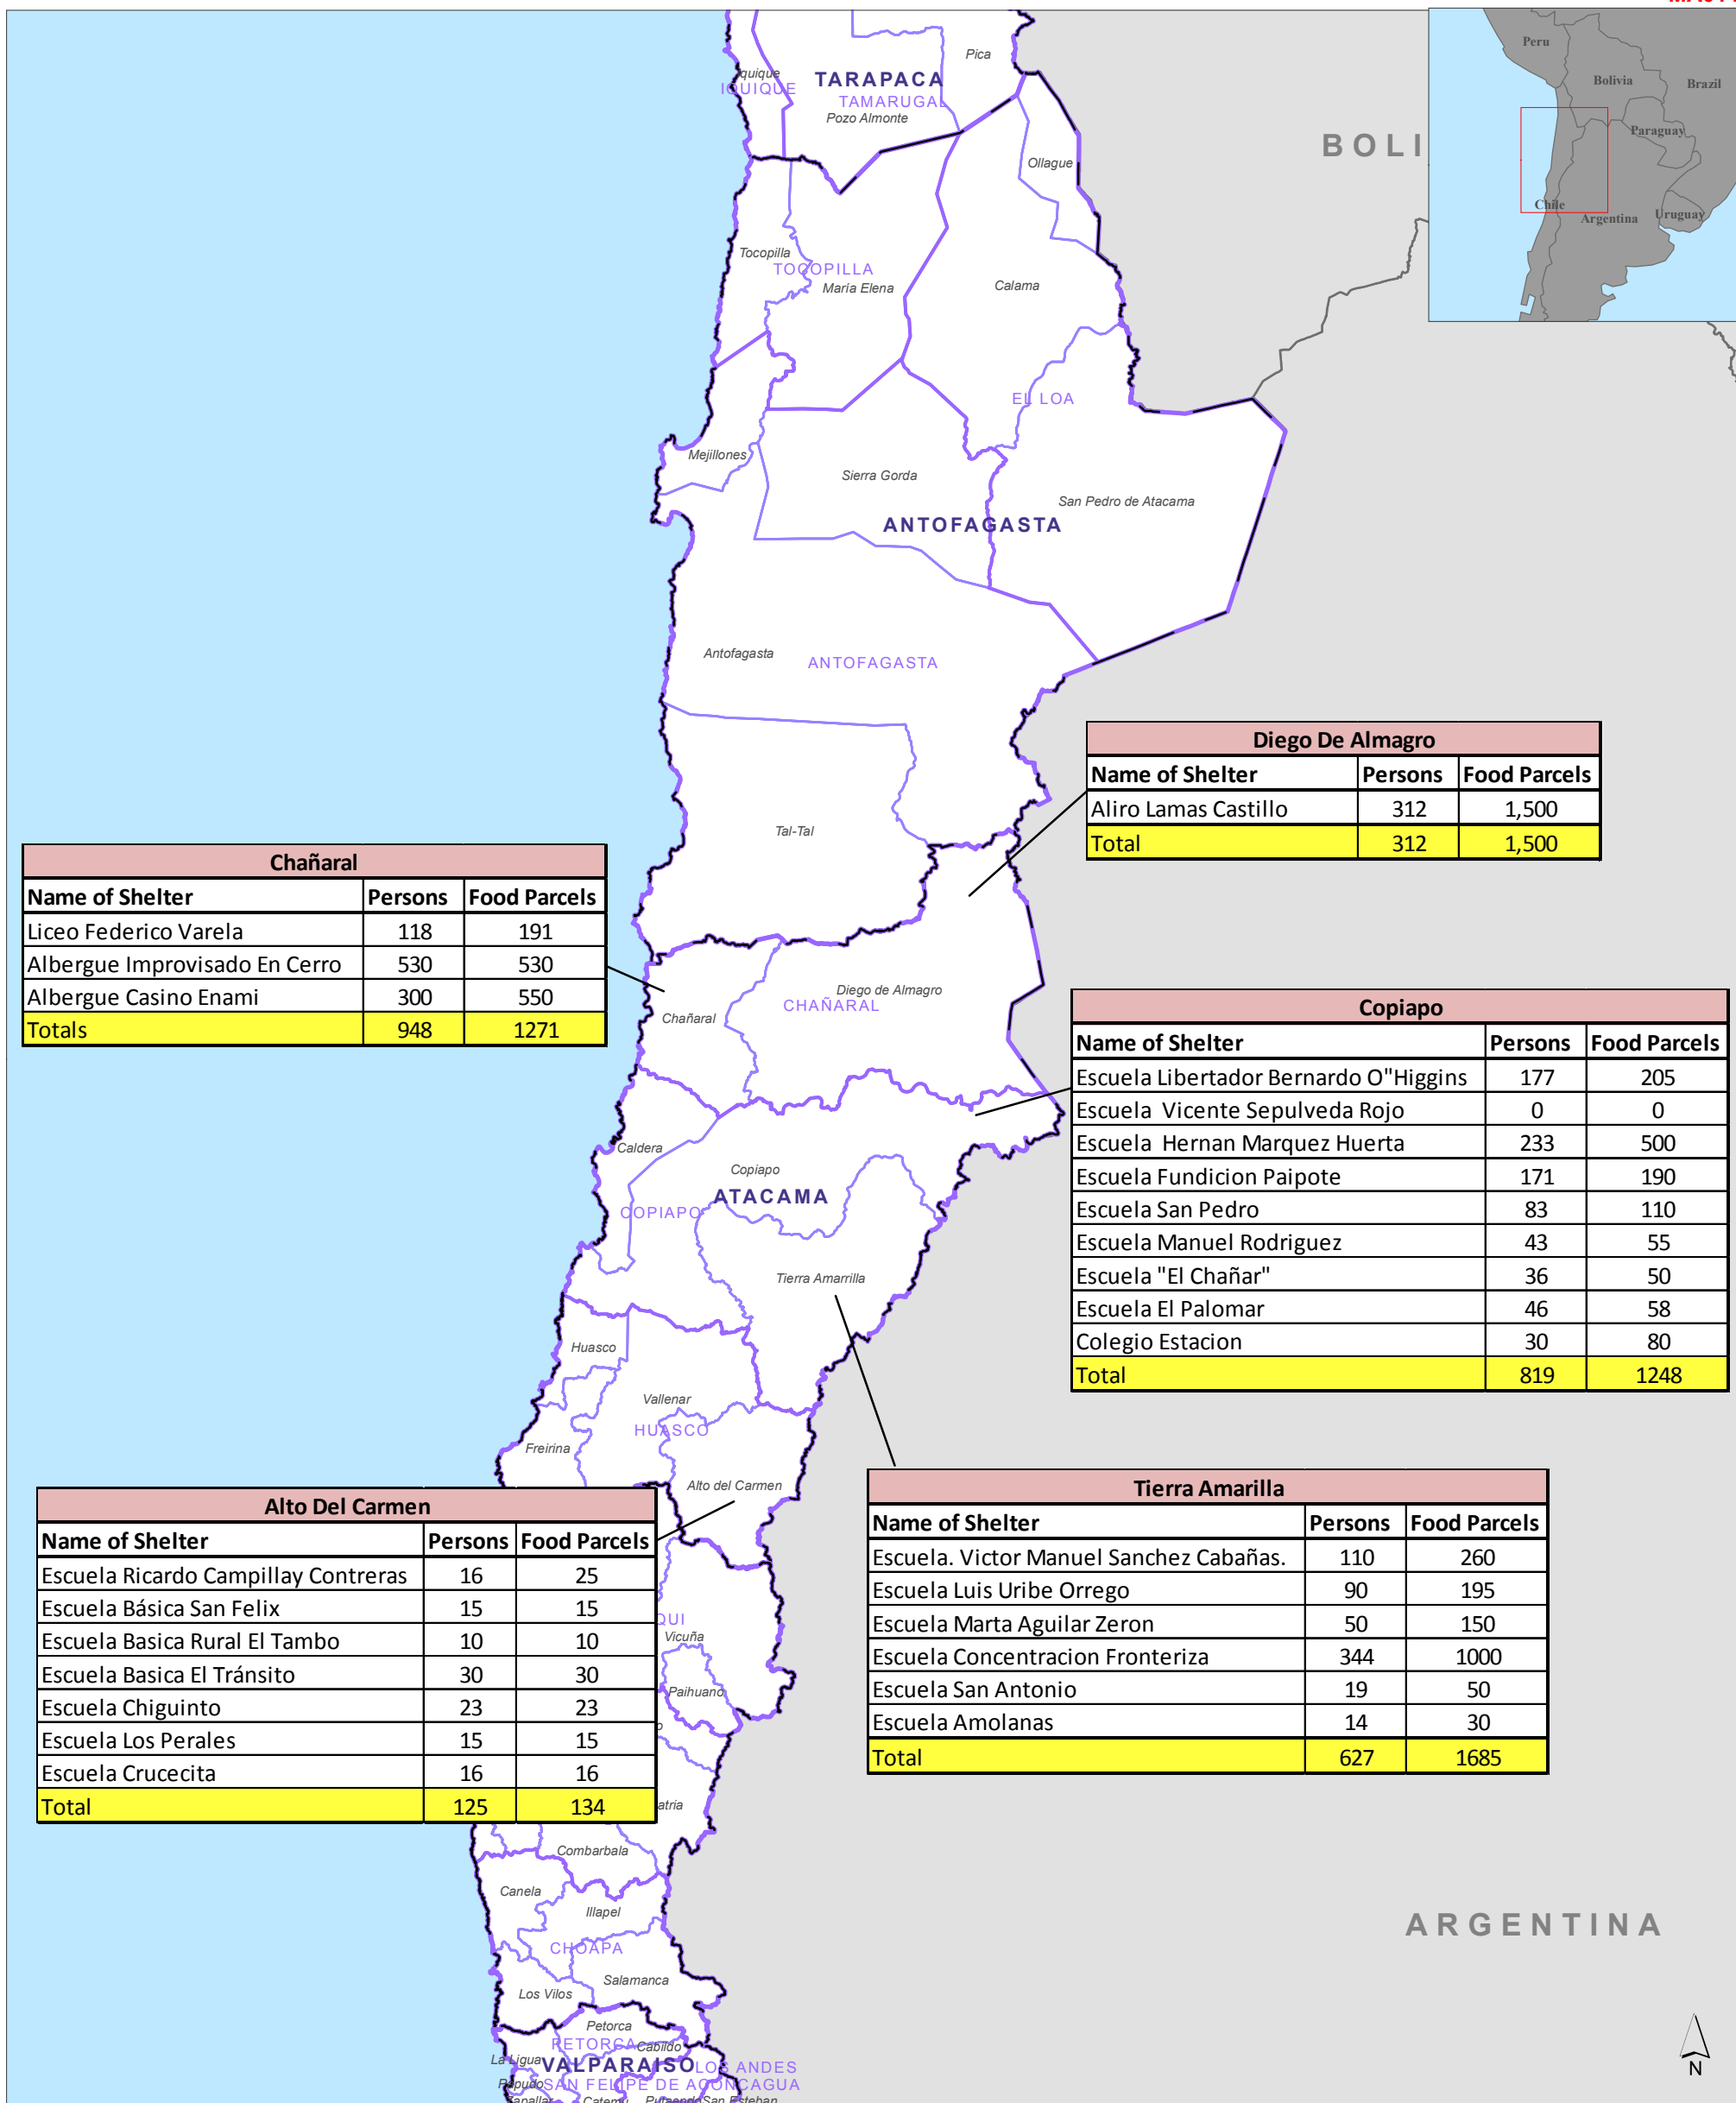 Iquique
IQUIQUE
TARAPACA
TAMARUGAL
Pozo Almonte
Pica
Ollague
BOLI
Peru
Bolivia
Brazil
Paraguay
Chile
Argentina
Uruguay
Tocopilla
TOCOPILLA
Maria Elena
Calama
EL LOA
Mejillones
Sierra Gorda
San Pedro de Atacama
ANTOFAGASTA
Antofagasta
ANTOFAGASTA
Tal-Tal
Diego De Almagro
Name of Shelter Persons Food Parcels
Aliro Lamas Castillo 312 1,500
Total 312 1,500
Chañaral
Name of Shelter Persons Food Parcels
Liceo Federico Varela 118 191
Albergue Improvisado En Cerro 530 530
Albergue Casino Enami 300 550
Totals 948 1271
Diego de Almagro
CHAÑARAL
Chañaral
Copiapo
Name of Shelter Persons Food Parcels
Escuela Libertador Bernardo O"Higgins 177 205
Escuela Vicente Sepulveda Rojo 0 0
Escuela Hernan Marquez Huerta 233 500
Escuela Fundicion Paipote 171 190
Escuela San Pedro 83 110
Escuela Manuel Rodriguez 43 55
Escuela "El Chañar" 36 50
Escuela El Palomar 46 58
Colegio Estacion 30 80
Total 819 1248
Caldera
Copiapo
ATACAMA
COPIAPO
Tierra Amarrilla
Huasco
Vallenar
HUASCO
Freirina
Alto del Carmen
Alto Del Carmen
Name of Shelter Persons Food Parcels
Escuela Ricardo Campillay Contreras 16 25
Escuela Básica San Felix 15 15
Escuela Basica Rural El Tambo 10 10
Escuela Basica El Tránsito 30 30
Escuela Chiguinto 23 23
Escuela Los Perales 15 15
Escuela Crucecita 16 16
Total 125 134
Tierra Amarilla
Name of Shelter Persons Food Parcels
Escuela. Victor Manuel Sanchez Cabañas. 110 260
Escuela Luis Uribe Orrego 90 195
Escuela Marta Aguilar Zeron 50 150
Escuela Concentracion Fronteriza 344 1000
Escuela San Antonio 19 50
Escuela Amolanas 14 30
Total 627 1685
QUI
Vicuña
Paihuano
o
atria
Combarbala
Canela
Illapel
CHOAPA
Salamanca
Los Vilos
ARGENTINA
Petorca
PETORCA
Cabildo
La Ligua
VALPARAISO
LOS ANDES
Papudo
SAN FELIPE DE ACONCAGUA
Zapallar
Catemu
Putaendo
San Esteban
N